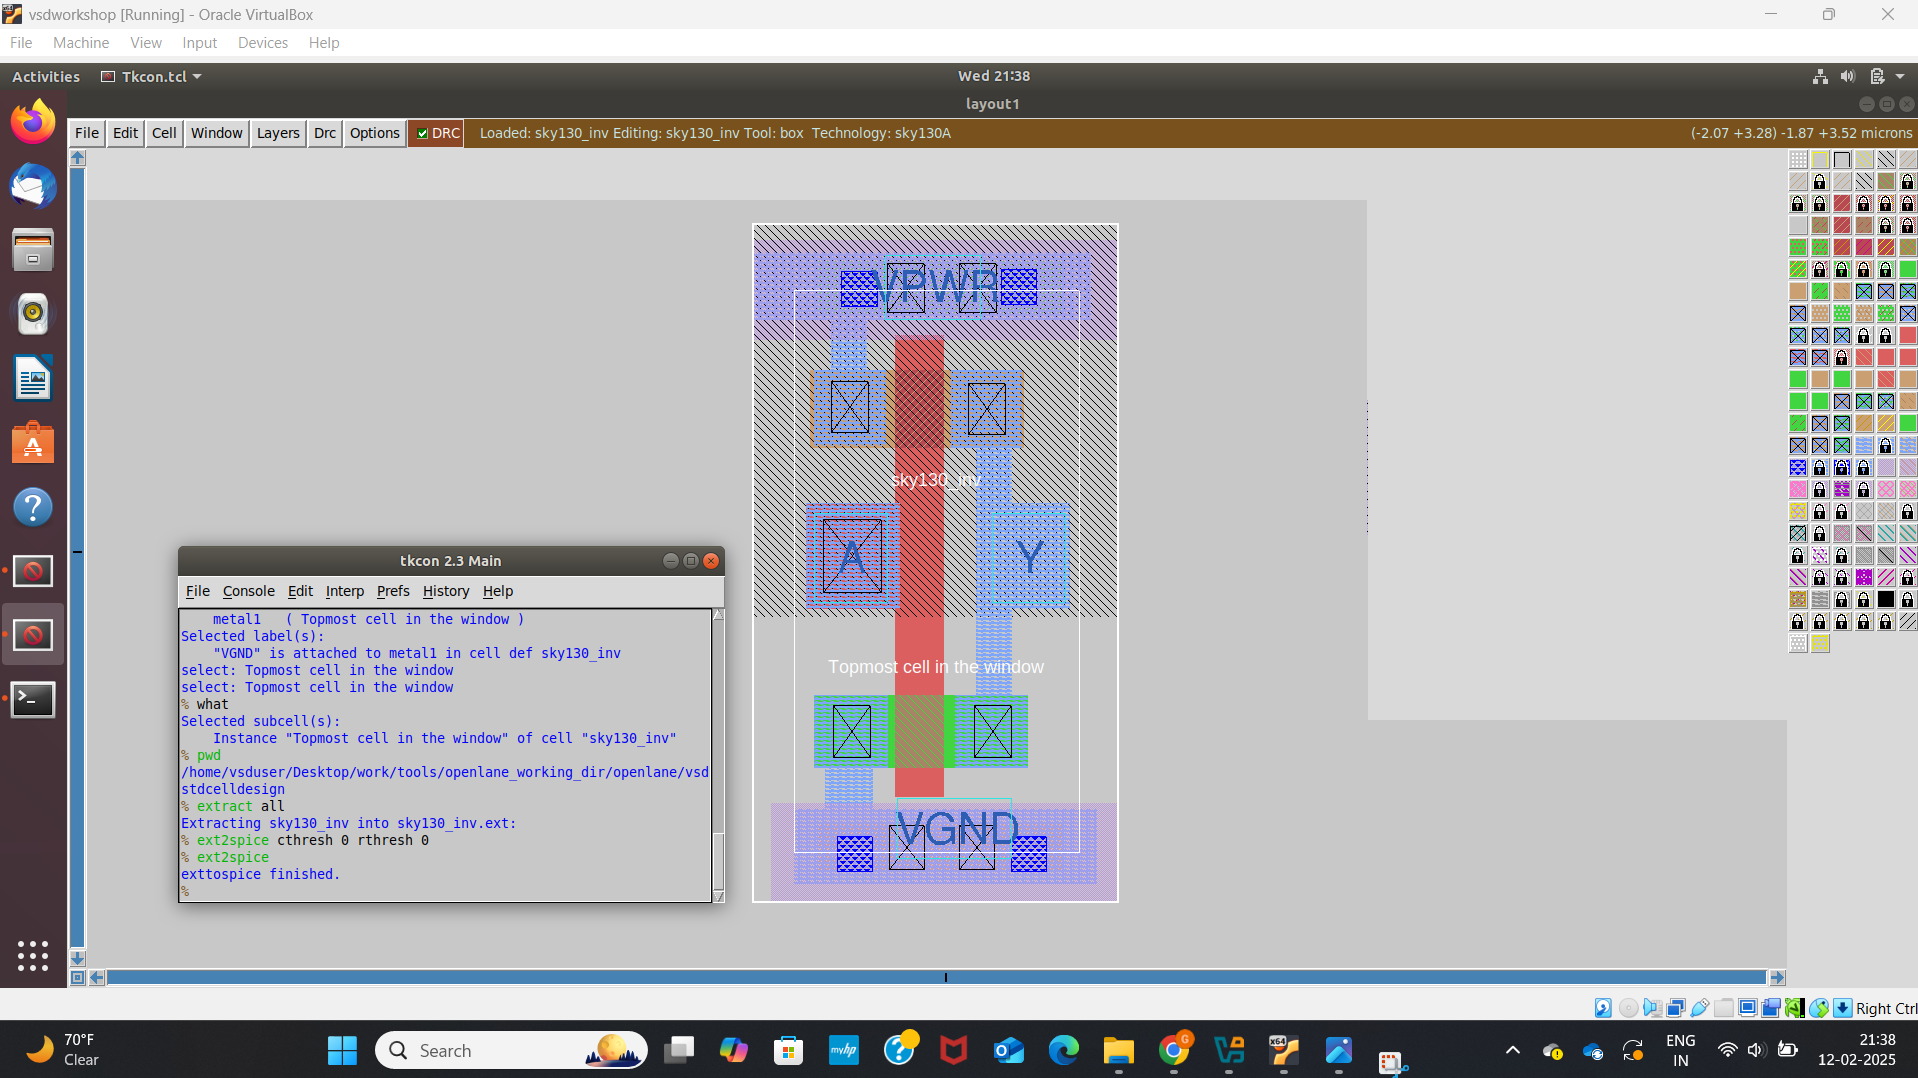 vsdworkshop [Running] - Oracle VirtualBox
File Machine View Input Devices Help
Activities Tkcon.tcl Wed 21:38
layout1
File Edit Cell Window Layers Drc Options DRC Loaded: sky130_inv Editing: sky130_inv Tool: box Technology: sky130A (-2.07 +3.28) -1.87 +3.52 microns
VPWR
sky130_inv
A Y
Topmost cell in the window
VGND
tkcon 2.3 Main
File Console Edit Interp Prefs History Help
metal1 ( Topmost cell in the window )
Selected label(s):
"VGND" is attached to metal1 in cell def sky130_inv
select: Topmost cell in the window
select: Topmost cell in the window
% what
Selected subcell(s):
Instance "Topmost cell in the window" of cell "sky130_inv"
% pwd
/home/vsduser/Desktop/work/tools/openlane_working_dir/openlane/vsd
stdcelldesign
% extract all
Extracting sky130_inv into sky130_inv.ext:
% ext2spice cthresh 0 rthresh 0
% ext2spice
exttospice finished.
%
Right Ctrl
70°F
Clear
Search
myhp
G
x64
ENG
IN
21:38
12-02-2025